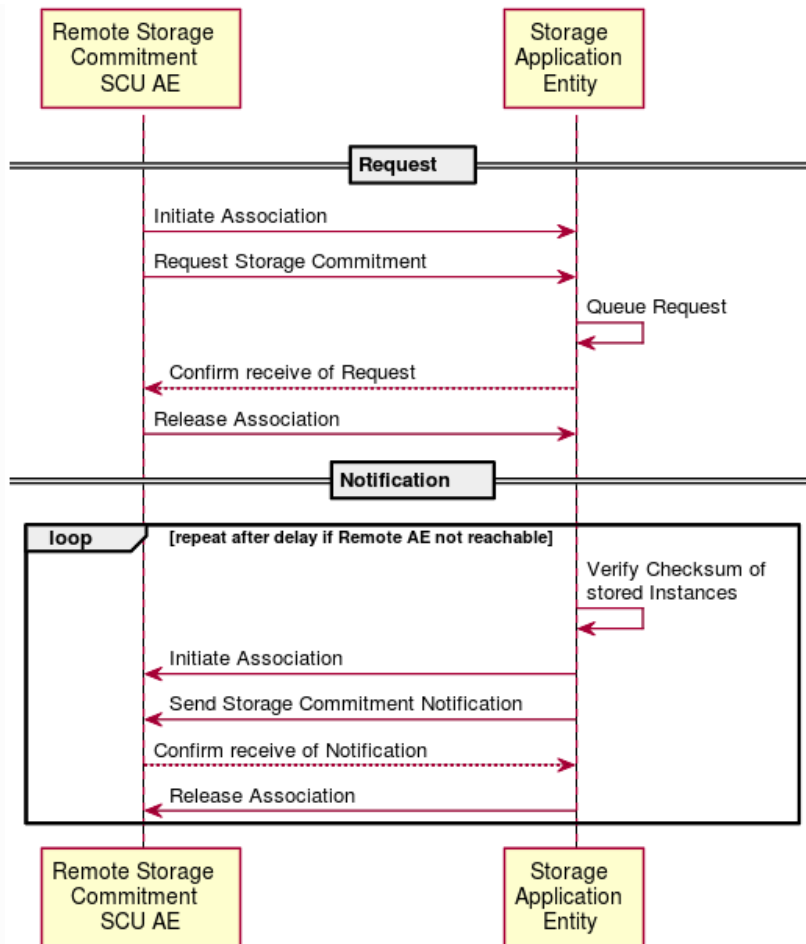 Remote Storage
Commitment
SCU AE
Storage
Application
Entity
Request
Initiate Association
Request Storage Commitment
Queue Request
Confirm receive of Request
Release Association
Notification
loop
[repeat after delay if Remote AE not reachable]
Verify Checksum of
stored Instances
Initiate Association
Send Storage Commitment Notification
Confirm receive of Notification
Release Association
Remote Storage
Commitment
SCU AE
Storage
Application
Entity